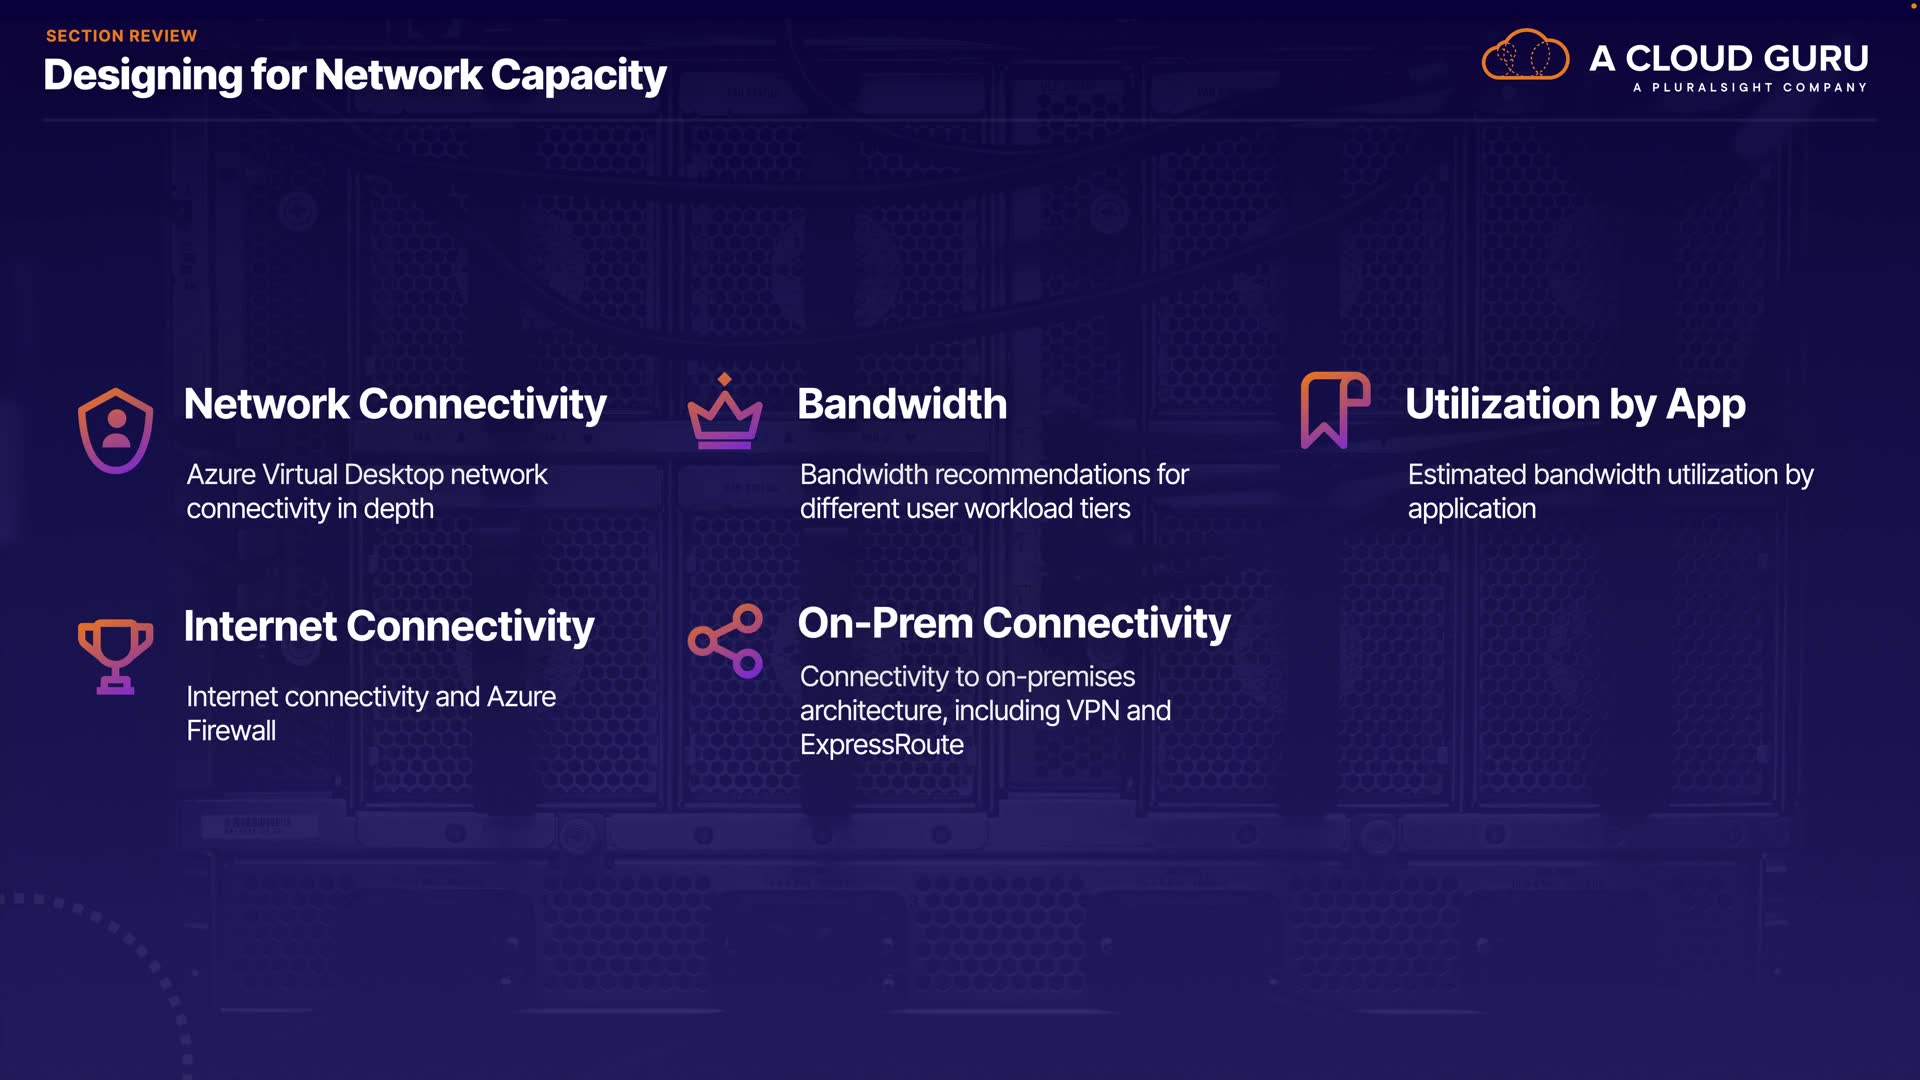 SECTION REVIEW
Designing for Network Capacity
A CLOUD GURU
A PLURALSIGHT COMPANY
Network Connectivity
Azure Virtual Desktop network
connectivity in depth
Bandwidth
Bandwidth recommendations for
different user workload tiers
Utilization by App
Estimated bandwidth utilization by
application
Internet Connectivity
Internet connectivity and Azure
Firewall
On-Prem Connectivity
Connectivity to on-premises
architecture, including VPN and
ExpressRoute